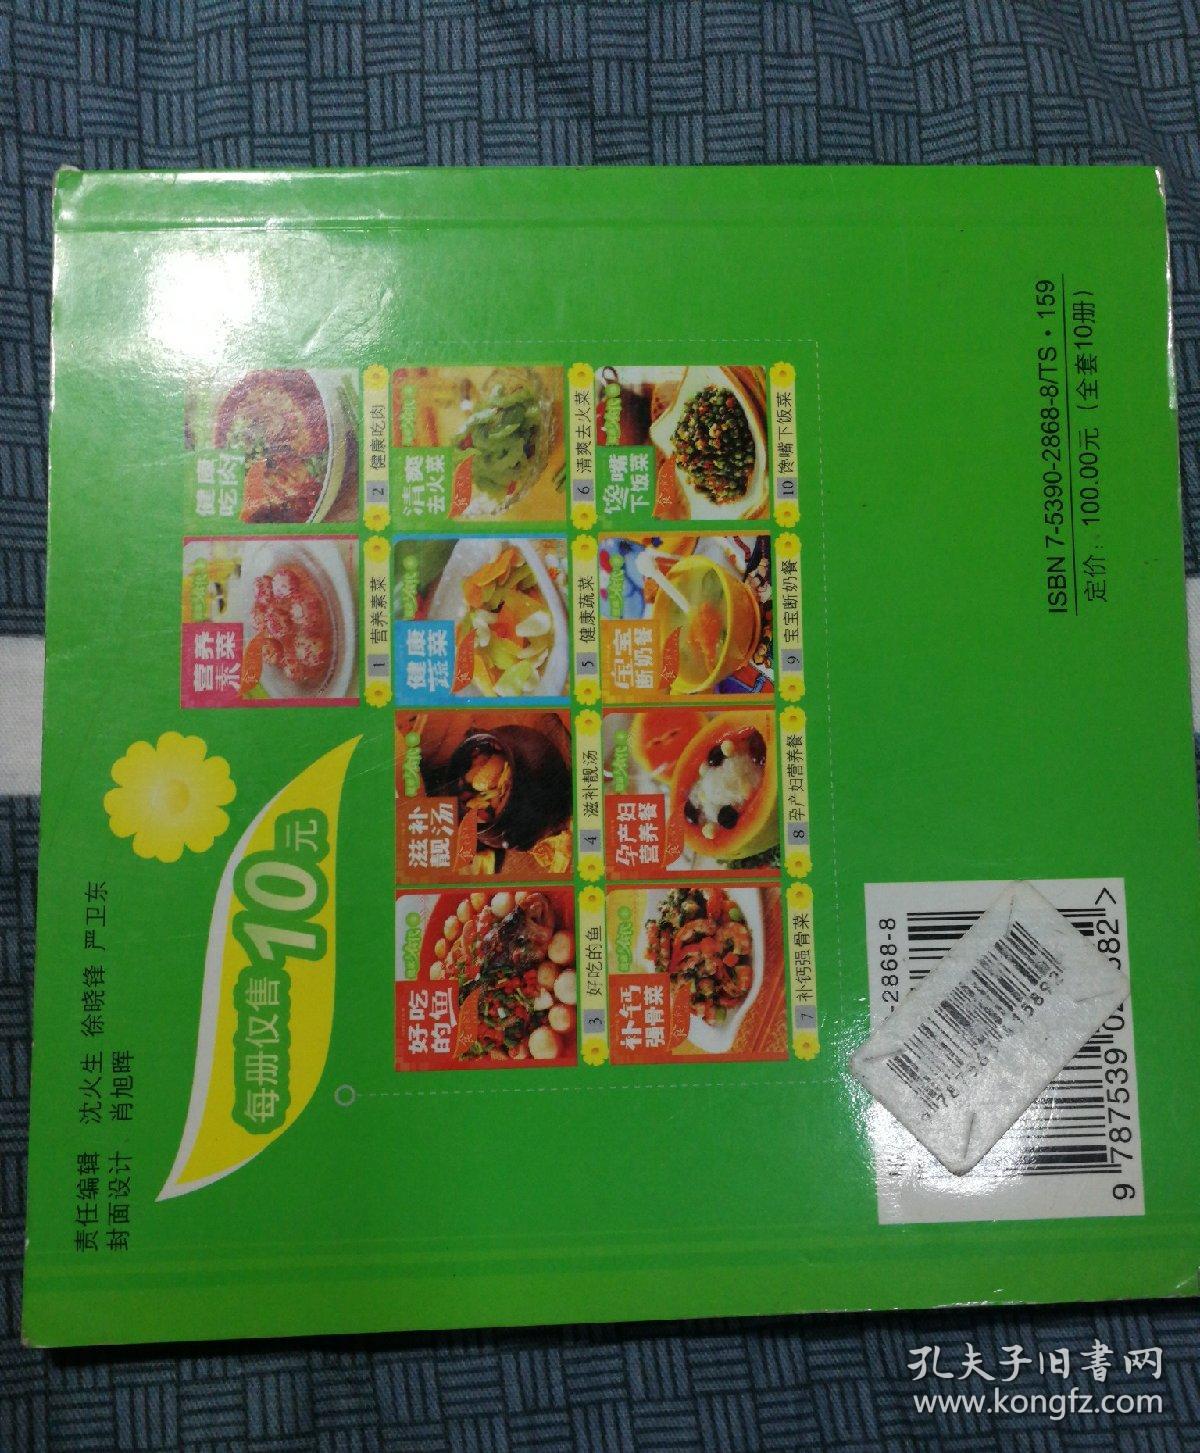 责任编辑 沈火生 徐晓锋 严卫东
封面设计 肖旭晖
每册仅售10元
营养
素菜
健康
吃肉
1 营养素菜
2 健康吃肉
好吃
的鱼
滋补
靓汤
健康
蔬菜
清爽
去火菜
3 好吃的鱼
4 滋补靓汤
5 健康蔬菜
6 清爽去火菜
补钙
强骨菜
孕产妇
营养餐
宝宝
断奶餐
馋嘴
下饭菜
7 补钙强骨菜
8 孕产妇营养餐
9 宝宝断奶餐
10 馋嘴下饭菜
ISBN 7-5390-2868-8/TS·159
定价：100.00元（全套10册）
-2868-8
9 787539
882>
孔夫子旧书网
www.kongfz.com